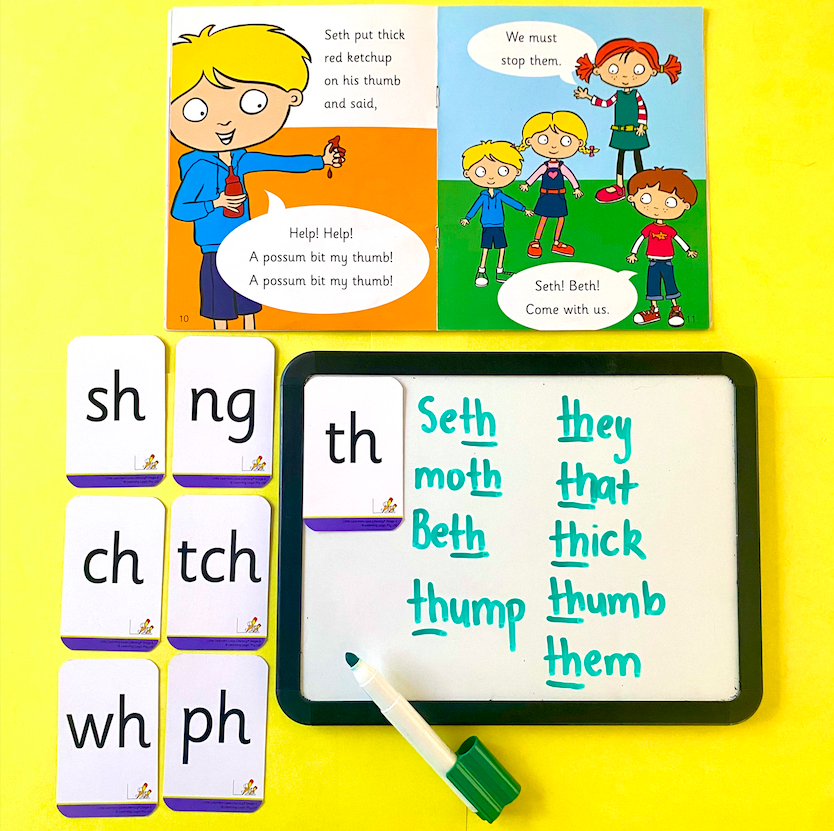 Seth put thick
red ketchup
on his thumb
and said,
Help! Help!
A possum bit my thumb!
A possum bit my thumb!
10
We must
stop them.
Seth! Beth!
Come with us.
11
sh
ng
ch
tch
wh
ph
th
Seth
moth
Beth
thump
they
that
thick
thumb
them